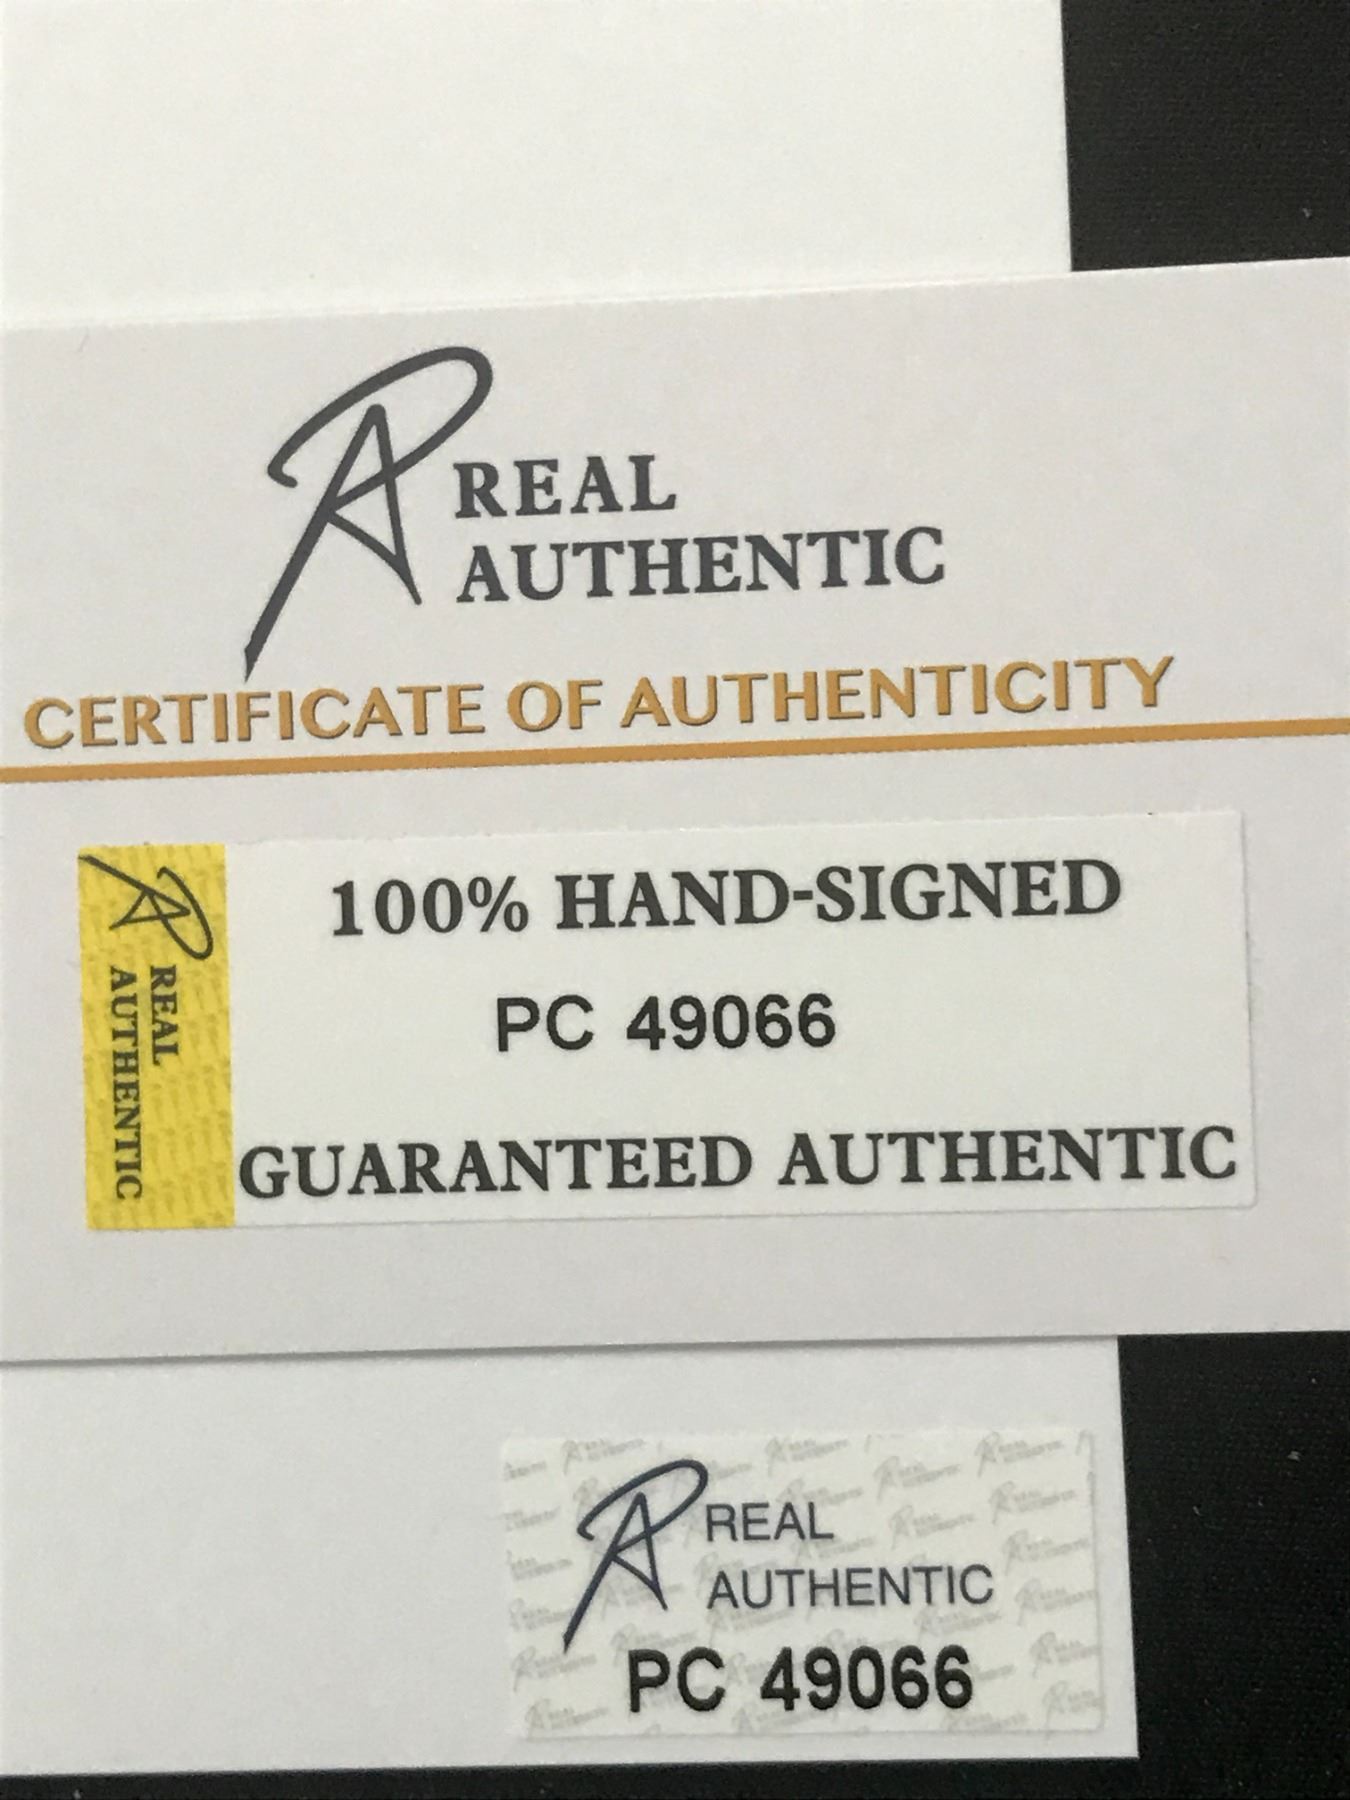 REAL
AUTHENTIC
CERTIFICATE OF AUTHENTICITY
REAL
AUTHENTIC
100% HAND-SIGNED
PC 49066
GUARANTEED AUTHENTIC
REAL
AUTHENTIC
PC 49066